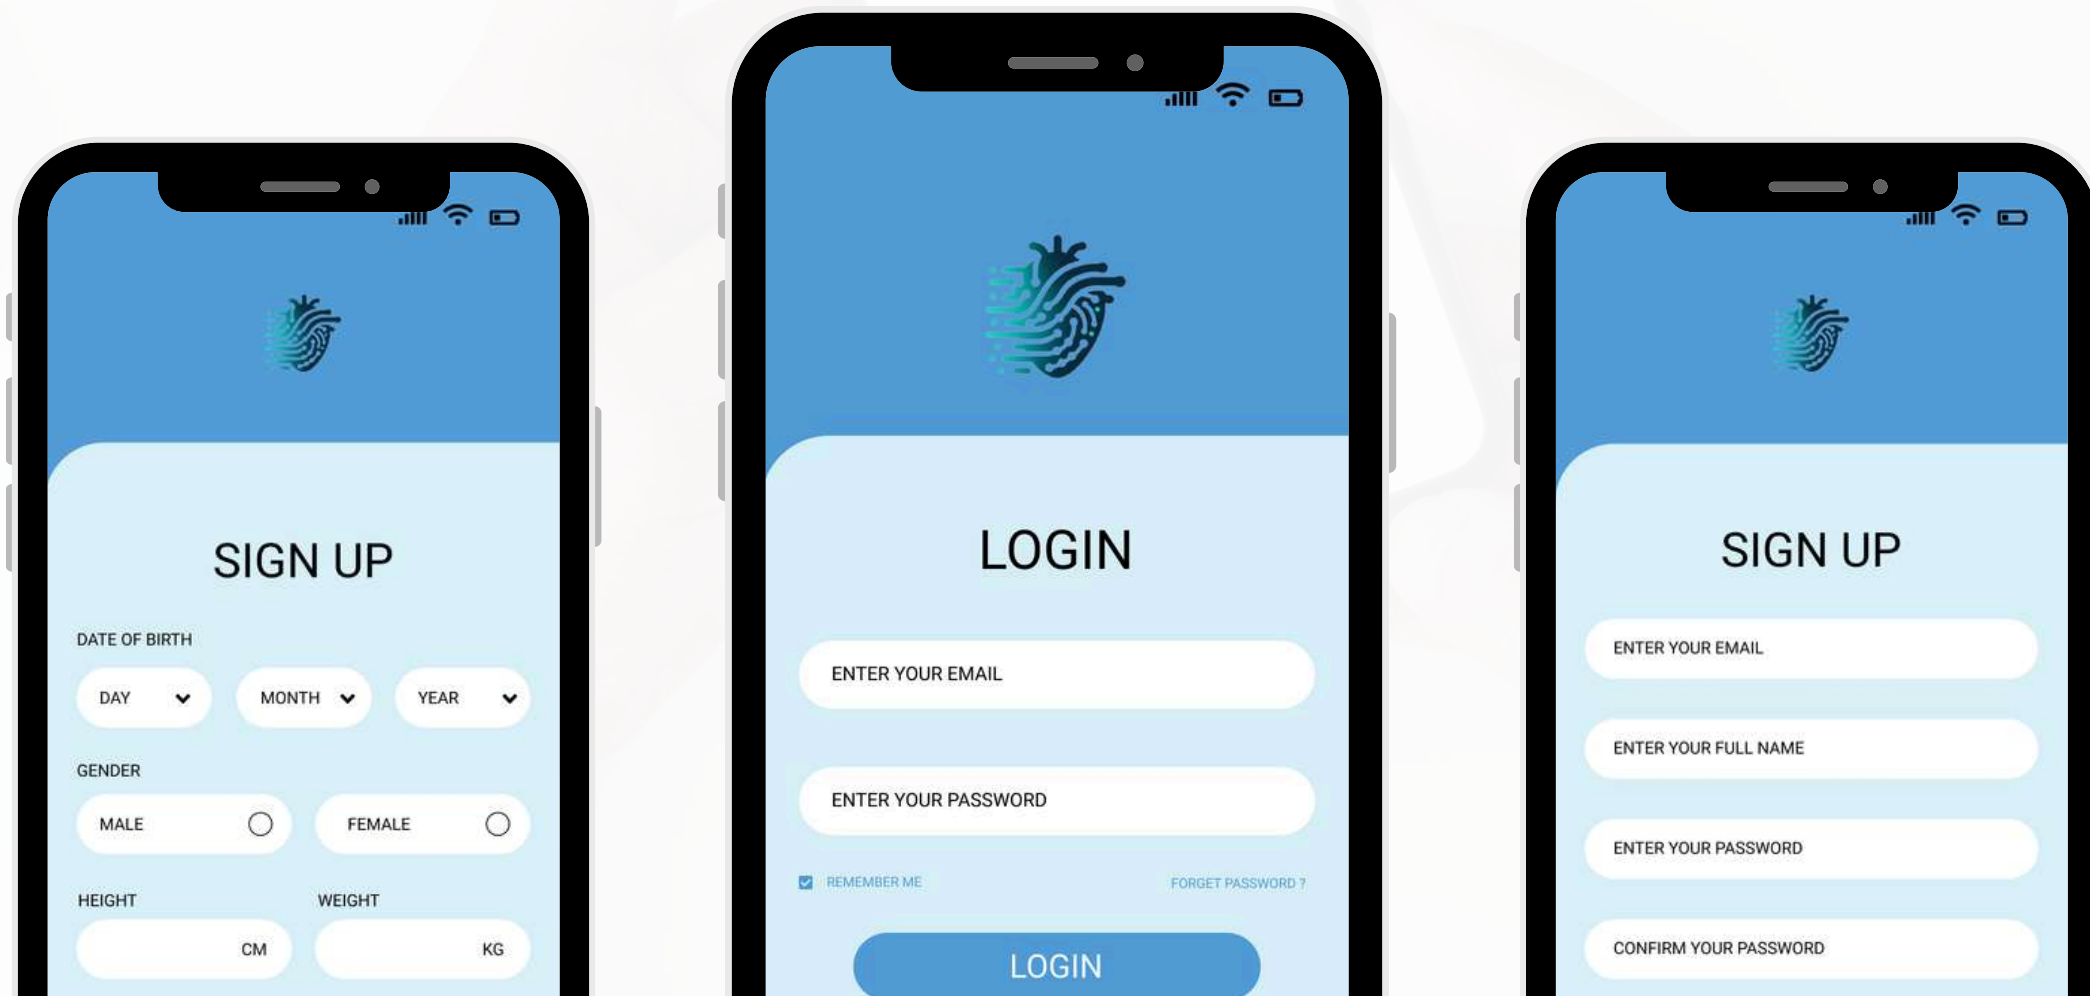 SIGN UP
DATE OF BIRTH
DAY MONTH YEAR
GENDER
MALE FEMALE
HEIGHT WEIGHT
CM KG
LOGIN
ENTER YOUR EMAIL
ENTER YOUR PASSWORD
REMEMBER ME FORGET PASSWORD ?
LOGIN
SIGN UP
ENTER YOUR EMAIL
ENTER YOUR FULL NAME
ENTER YOUR PASSWORD
CONFIRM YOUR PASSWORD